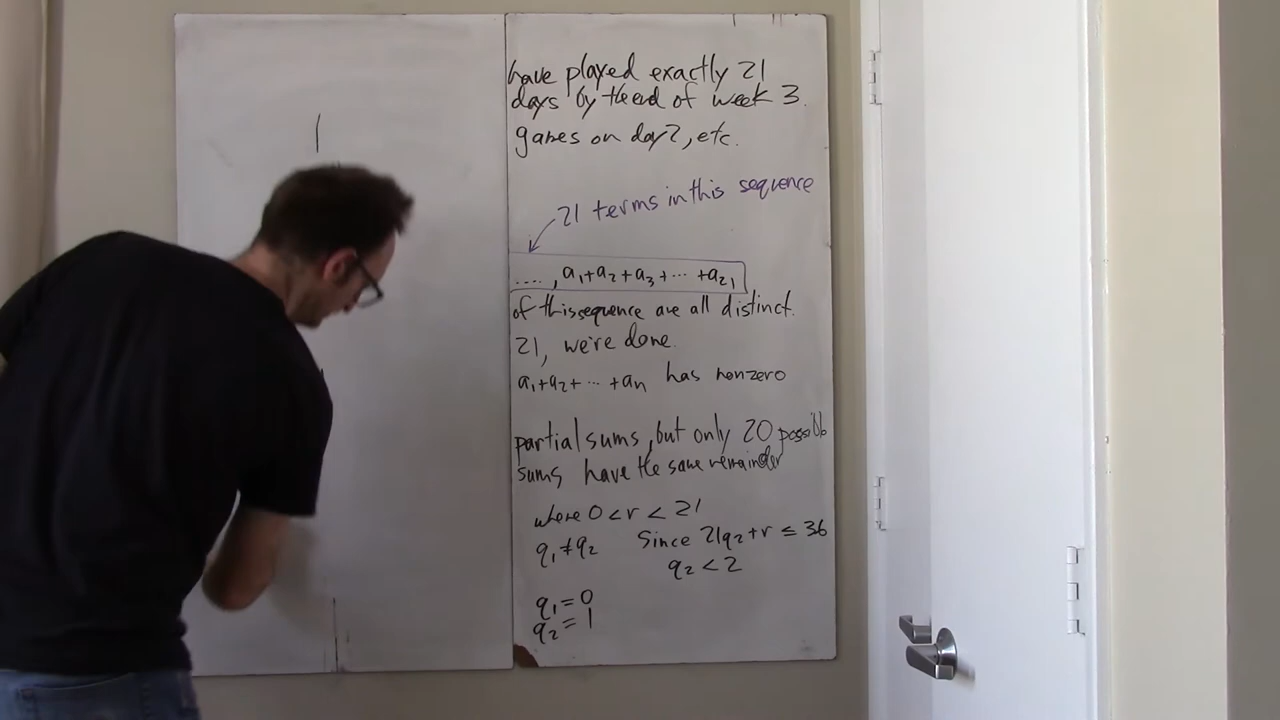 have played exactly 21
days by the end of week 3.
games on day 2, etc.
21 terms in this sequence
...., a₁+a₂+a₃+⋯+a₂₁
of this sequence are all distinct.
21, we're done.
a₁+a₂+⋯+aₙ has nonzero
partial sums, but only 20 possib
sums have the same remainder
where 0<r<21
q₁≠q₂ Since 21q₂+r≤36
q₂<2
q₁=0
q₂=1